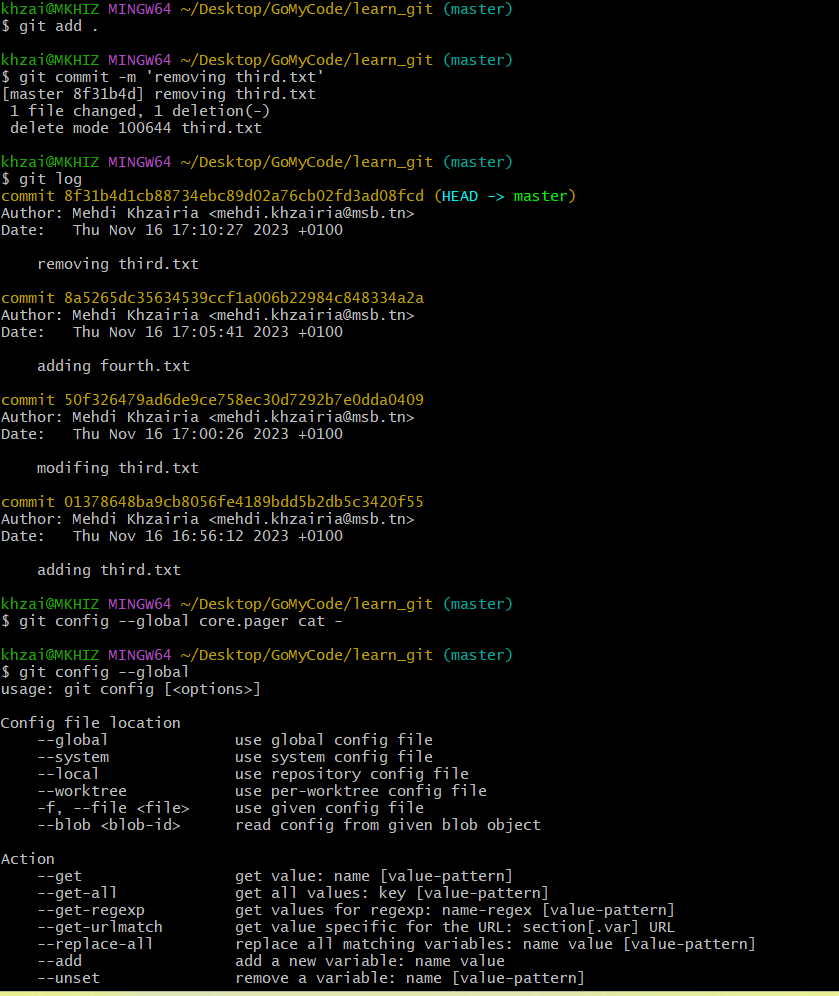 khzai@MKHIZ MINGW64 ~/Desktop/GoMyCode/learn_git (master)
$ git add .
khzai@MKHIZ MINGW64 ~/Desktop/GoMyCode/learn_git (master)
$ git commit -m 'removing third.txt'
[master 8f31b4d] removing third.txt
 1 file changed, 1 deletion(-)
 delete mode 100644 third.txt
khzai@MKHIZ MINGW64 ~/Desktop/GoMyCode/learn_git (master)
$ git log
commit 8f31b4d1cb88734ebc89d02a76cb02fd3ad08fcd (HEAD -> master)
Author: Mehdi Khzairia <mehdi.khzairia@msb.tn>
Date:   Thu Nov 16 17:10:27 2023 +0100
    removing third.txt
commit 8a5265dc35634539ccf1a006b22984c848334a2a
Author: Mehdi Khzairia <mehdi.khzairia@msb.tn>
Date:   Thu Nov 16 17:05:41 2023 +0100
    adding fourth.txt
commit 50f326479ad6de9ce758ec30d7292b7e0dda0409
Author: Mehdi Khzairia <mehdi.khzairia@msb.tn>
Date:   Thu Nov 16 17:00:26 2023 +0100
    modifing third.txt
commit 01378648ba9cb8056fe4189bdd5b2db5c3420f55
Author: Mehdi Khzairia <mehdi.khzairia@msb.tn>
Date:   Thu Nov 16 16:56:12 2023 +0100
    adding third.txt
khzai@MKHIZ MINGW64 ~/Desktop/GoMyCode/learn_git (master)
$ git config --global core.pager cat -
khzai@MKHIZ MINGW64 ~/Desktop/GoMyCode/learn_git (master)
$ git config --global
usage: git config [<options>]
Config file location
    --global              use global config file
    --system              use system config file
    --local               use repository config file
    --worktree            use per-worktree config file
    -f, --file <file>     use given config file
    --blob <blob-id>      read config from given blob object
Action
    --get                 get value: name [value-pattern]
    --get-all             get all values: key [value-pattern]
    --get-regexp          get values for regexp: name-regex [value-pattern]
    --get-urlmatch        get value specific for the URL: section[.var] URL
    --replace-all         replace all matching variables: name value [value-pattern]
    --add                 add a new variable: name value
    --unset               remove a variable: name [value-pattern]